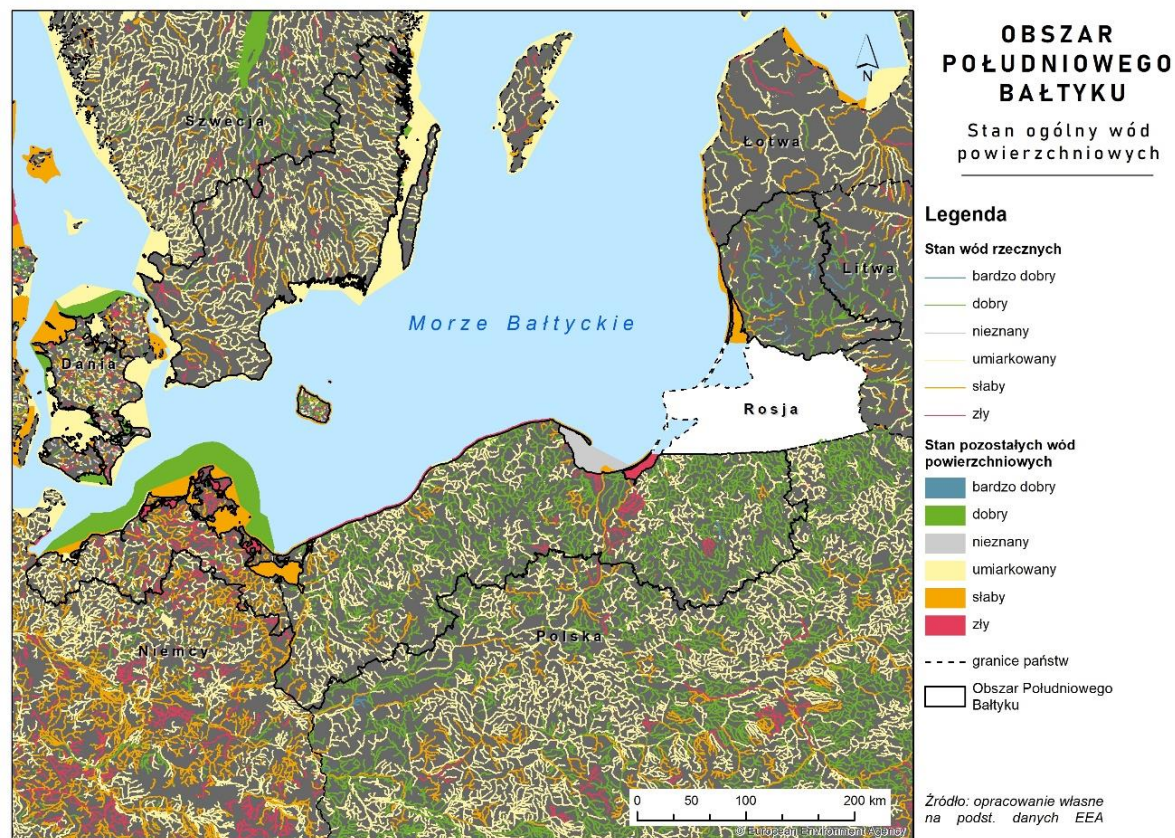 OBSZAR
POŁUDNIOWEGO
BAŁTYKU
Stan ogólny wód
powierzchniowych
Legenda
Stan wód rzecznych
bardzo dobry
dobry
nieznany
umiarkowany
słaby
zły
Stan pozostałych wód
powierzchniowych
bardzo dobry
dobry
nieznany
umiarkowany
słaby
zły
granice państw
Obszar Południowego
Bałtyku
Źródło: opracowanie własne
na podst. danych EEA
N
Szwecja
Łotwa
Litwa
Morze Bałtyckie
Dania
Rosja
Niemcy
Polska
0 50 100 200 km
© European Environment Agency